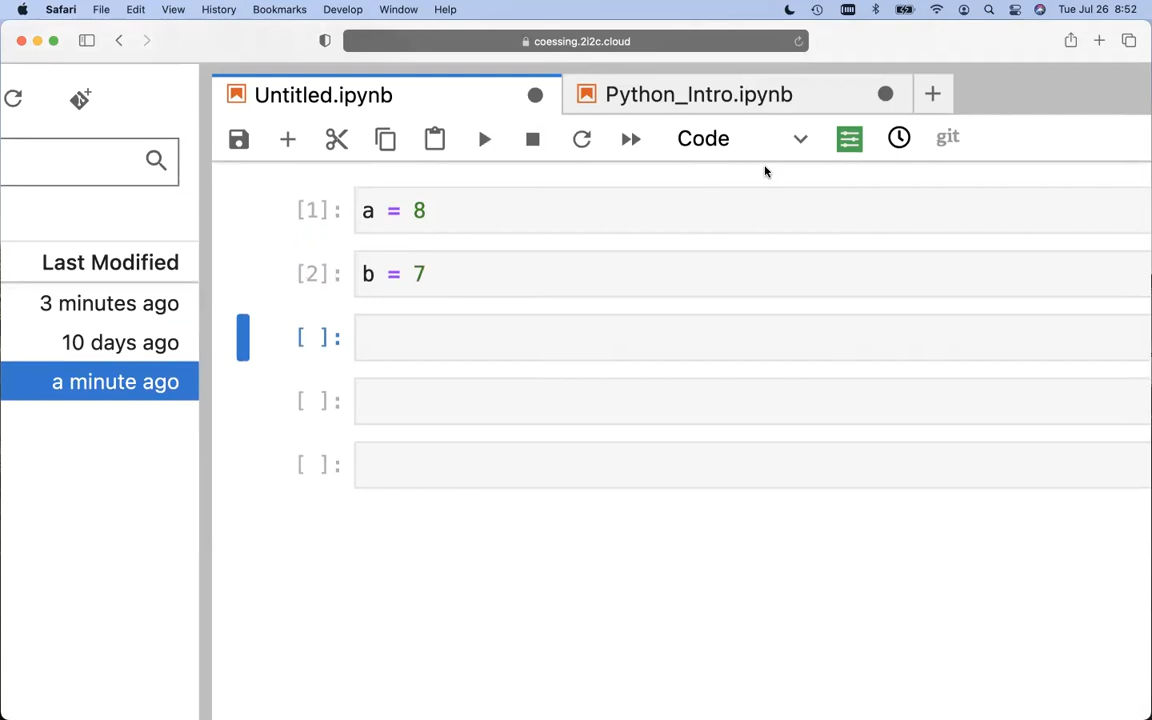 Safari File Edit View History Bookmarks Develop Window Help Tue Jul 26 8:52
coessing.2i2c.cloud
Untitled.ipynb Python_Intro.ipynb
Code git
[1]: a = 8
[2]: b = 7
[ ]:
[ ]:
[ ]:
Last Modified
3 minutes ago
10 days ago
a minute ago